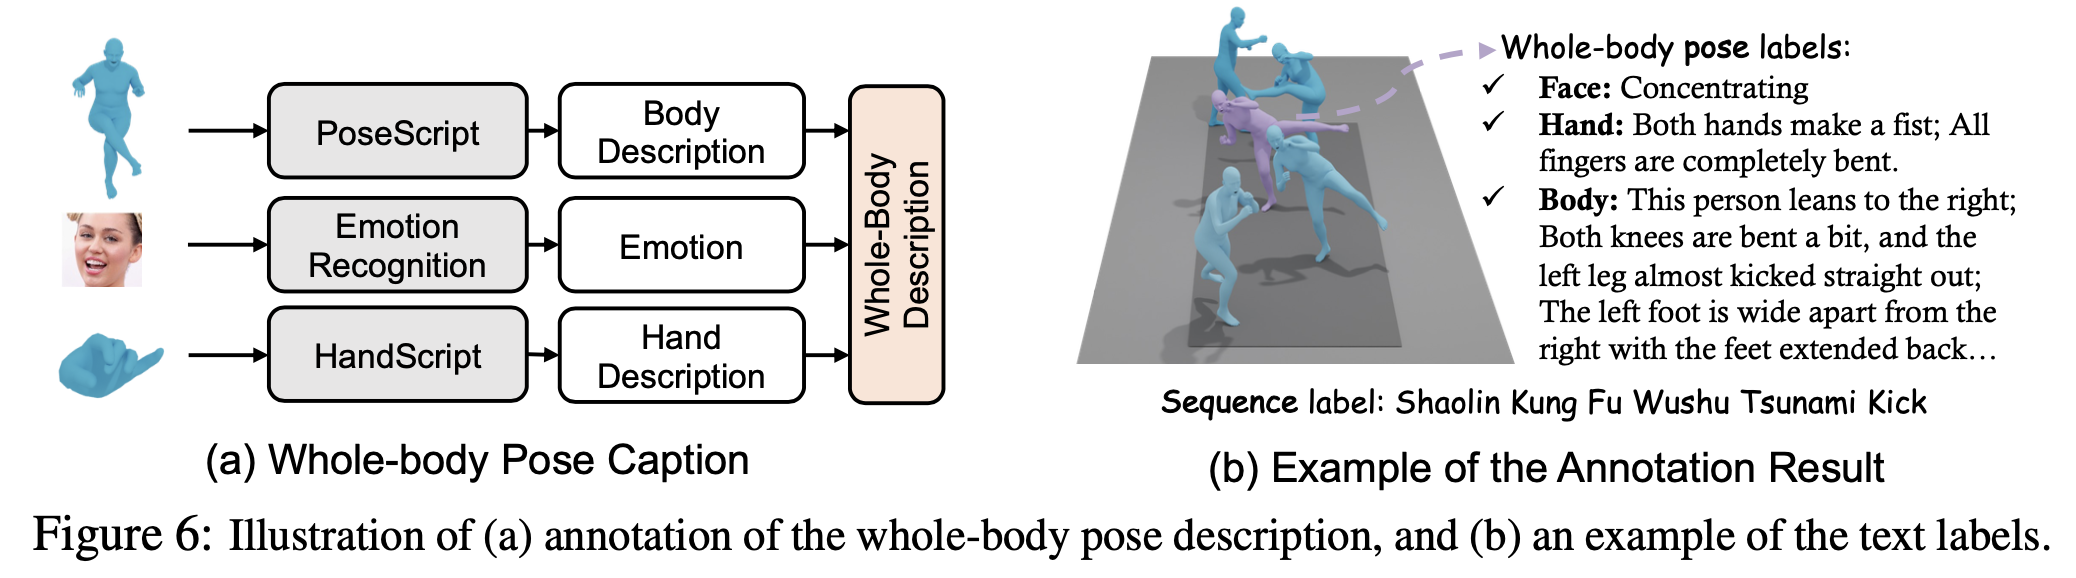 PoseScript
Body
Description
Emotion
Recognition
Emotion
HandScript
Hand
Description
Whole-Body
Description
(a) Whole-body Pose Caption
Whole-body pose labels:
✓ Face: Concentrating
✓ Hand: Both hands make a fist; All
fingers are completely bent.
✓ Body: This person leans to the right;
Both knees are bent a bit, and the
left leg almost kicked straight out;
The left foot is wide apart from the
right with the feet extended back...
Sequence label: Shaolin Kung Fu Wushu Tsunami Kick
(b) Example of the Annotation Result
Figure 6: Illustration of (a) annotation of the whole-body pose description, and (b) an example of the text labels.